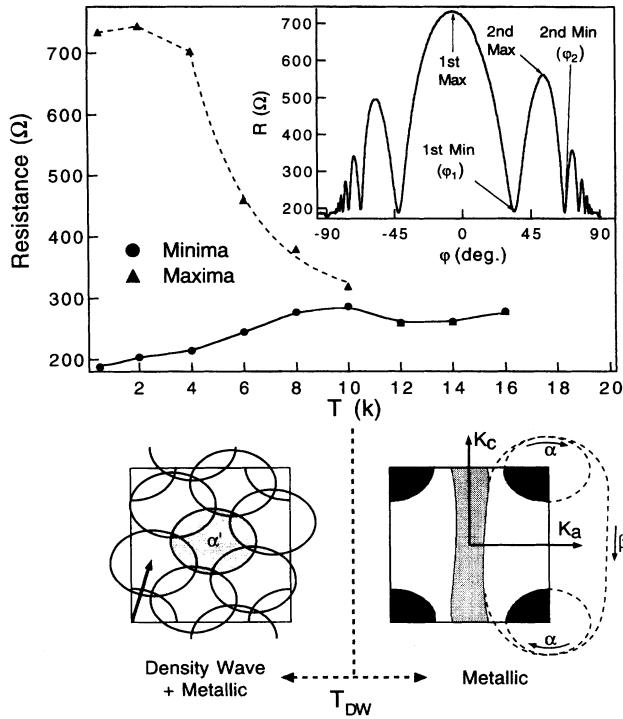 Resistance (Ω)
700
600
500
400
300
200
2
4
6
8
10
12
14
16
18
20
T (k)
Minima
Maxima
R (Ω)
700
600
500
400
300
200
-90
-45
0
45
90
φ (deg.)
1st
Max
2nd
Max
2nd Min
(φ2)
1st Min
(φ1)
α'
Density Wave
+ Metallic
TDW
Kc
Ka
α
α
β
Metallic